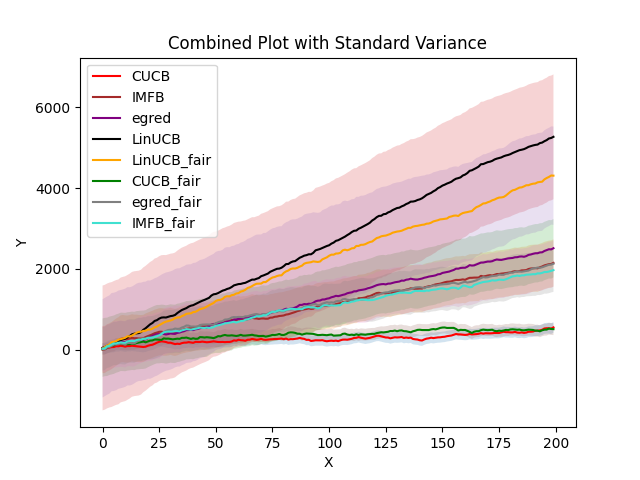 Combined Plot with Standard Variance
CUCB
IMFB
egred
LinUCB
LinUCB_fair
CUCB_fair
egred_fair
IMFB_fair
6000
4000
2000
0
Y
0 25 50 75 100 125 150 175 200
X